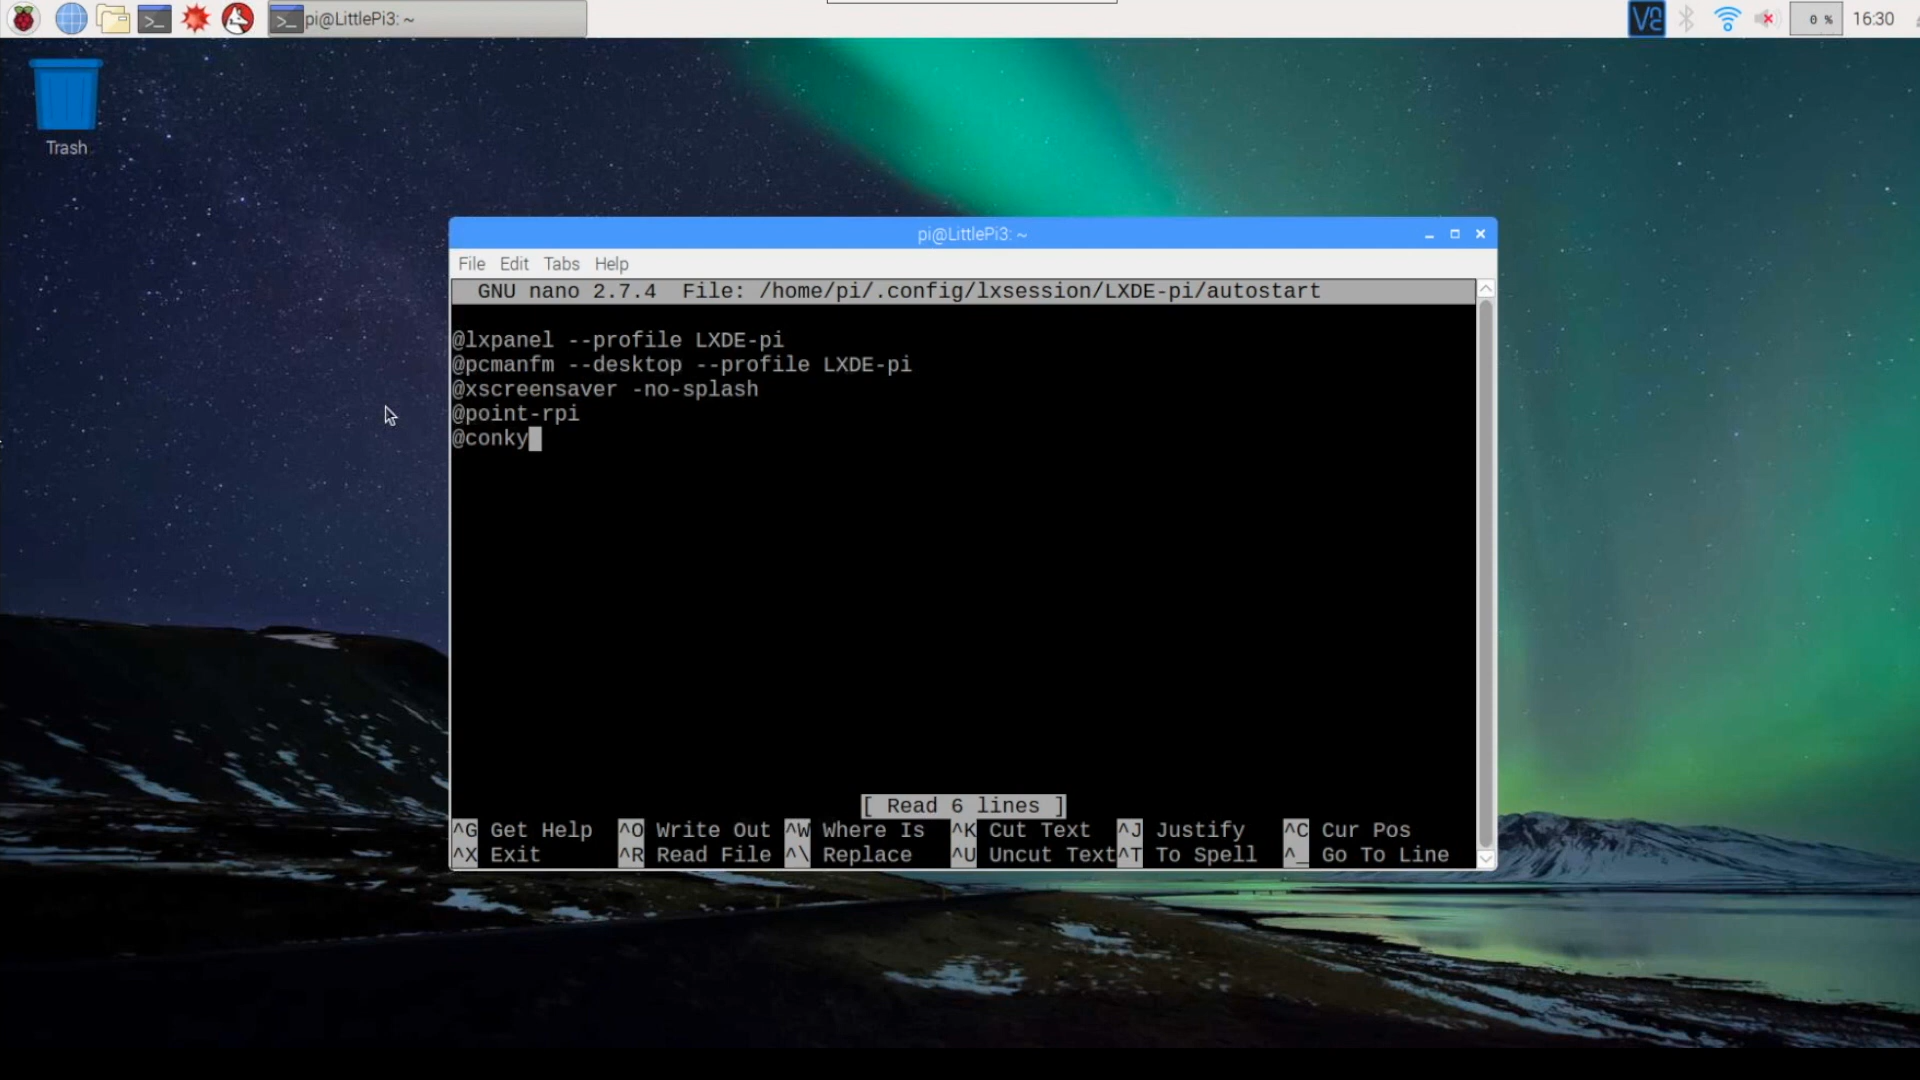 pi@LittlePi3: ~
0 %
16:30
Trash
pi@LittlePi3: ~
File Edit Tabs Help
GNU nano 2.7.4 File: /home/pi/.config/lxsession/LXDE-pi/autostart
@lxpanel --profile LXDE-pi
@pcmanfm --desktop --profile LXDE-pi
@xscreensaver -no-splash
@point-rpi
@conky
[ Read 6 lines ]
^G Get Help ^O Write Out ^W Where Is ^K Cut Text ^J Justify ^C Cur Pos
^X Exit ^R Read File ^\ Replace ^U Uncut Text ^T To Spell ^_ Go To Line